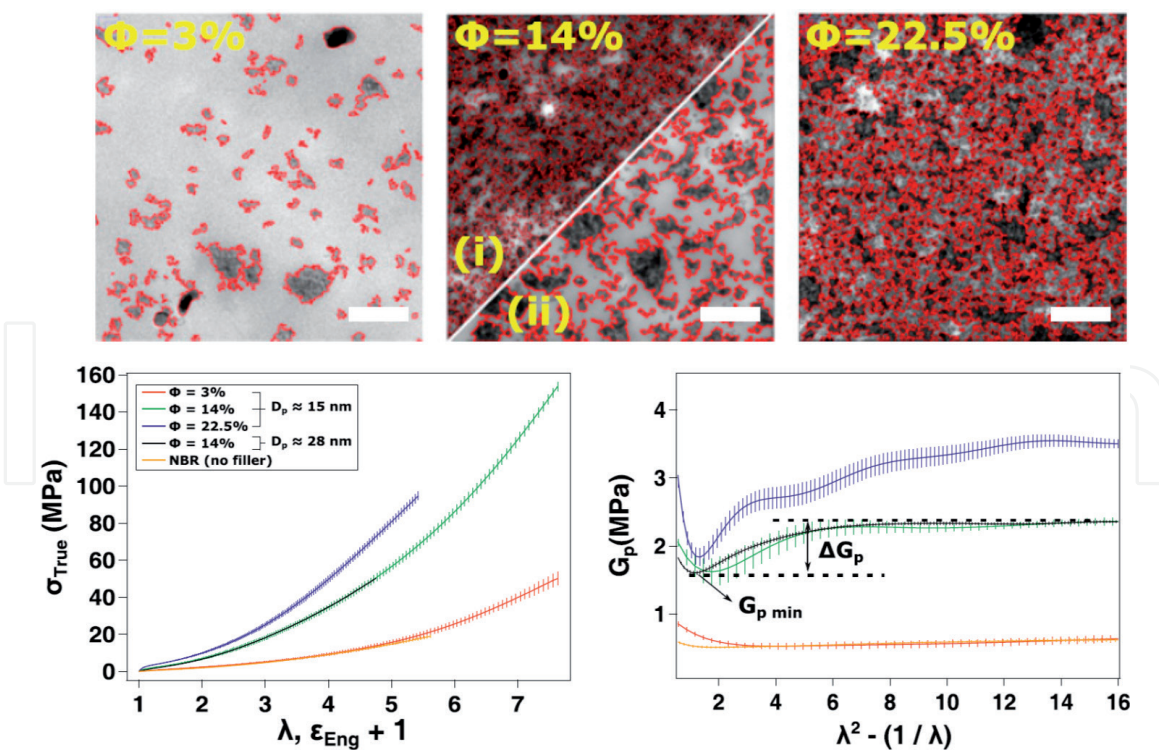 Φ=3%
Φ=14%
Φ=22.5%
(i)
(ii)
160
140
120
100
80
60
40
20
0
σTrue (MPa)
Φ = 3%
Φ = 14%
Φ = 22.5%
Dp ≈ 15 nm
Φ = 14%
Dp ≈ 28 nm
NBR (no filler)
1 2 3 4 5 6 7
λ, εEng + 1
4
3
2
1
Gp(MPa)
ΔGp
Gp min
2 4 6 8 10 12 14 16
λ² - (1 / λ)